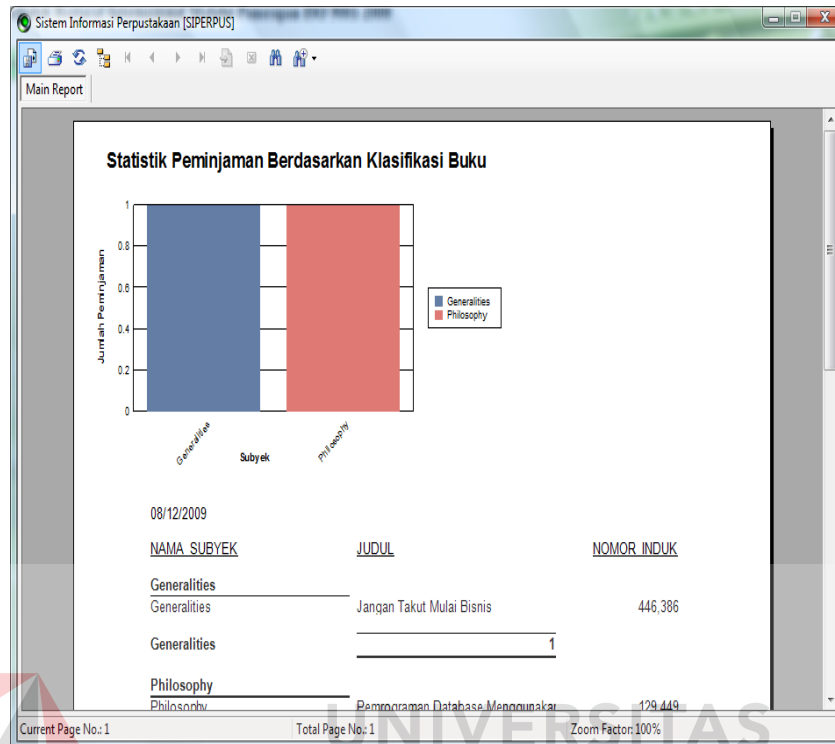 Sistem Informasi Perpustakaan [SIPERPUS]
Main Report
Statistik Peminjaman Berdasarkan Klasifikasi Buku
1
0.8
0.6
0.4
0.2
0
Jumlah Peminjaman
Generalities
Philosophy
Subyek
Generalities
Philosophy
08/12/2009
NAMA SUBYEK JUDUL NOMOR INDUK
Generalities
Generalities Jangan Takut Mulai Bisnis 446,386
Generalities 1
Philosophy
Philosophy Pemrograman Database Menggunakan 129,449
UNIVERSITAS
Current Page No.: 1 Total Page No.: 1 Zoom Factor: 100%